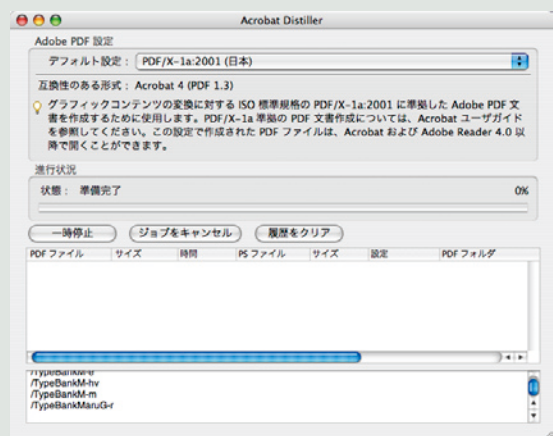 Acrobat Distiller
Adobe PDF 設定
デフォルト設定： PDF/X-1a:2001 (日本)
互換性のある形式： Acrobat 4 (PDF 1.3)
グラフィックコンテンツの変換に対する ISO 標準規格の PDF/X-1a:2001 に準拠した Adobe PDF 文
書を作成するために使用します。PDF/X-1a 準拠の PDF 文書作成については、Acrobat ユーザガイド
を参照してください。この設定で作成された PDF ファイルは、Acrobat および Adobe Reader 4.0 以
降で開くことができます。
進行状況
状態： 準備完了 0%
一時停止 ジョブをキャンセル 履歴をクリア
PDF ファイル サイズ 時間 PS ファイル サイズ 設定 PDF フォルダ
/TypeBankM-hv
/TypeBankM-m
/TypeBankMaruG-r